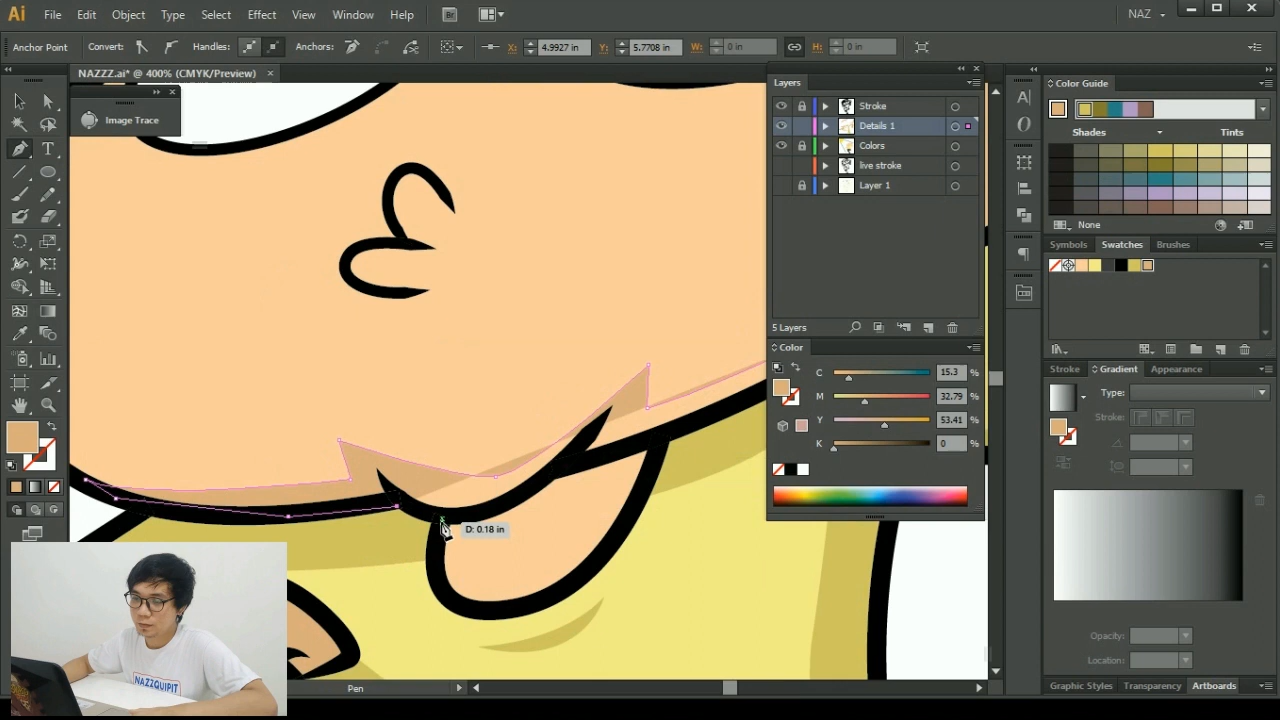 Ai File Edit Object Type Select Effect View Window Help Br NAZ
Anchor Point Convert: Handles: Anchors: X: 4.9927 in Y: 5.7708 in W: 0 in H: 0 in
NAZZZ.ai* @ 400% (CMYK/Preview)
Image Trace
Layers
Stroke
Details 1
Colors
live stroke
Layer 1
5 Layers
Color
C 15.3 %
M 32.79 %
Y 53.41 %
K 0 %
Color Guide
Shades Tints
None
Symbols Swatches Brushes
Stroke Gradient Appearance
Type:
Stroke:
Opacity:
Location:
Graphic Styles Transparency Artboards
D: 0.18 in
NAZZQUIPIT
Pen